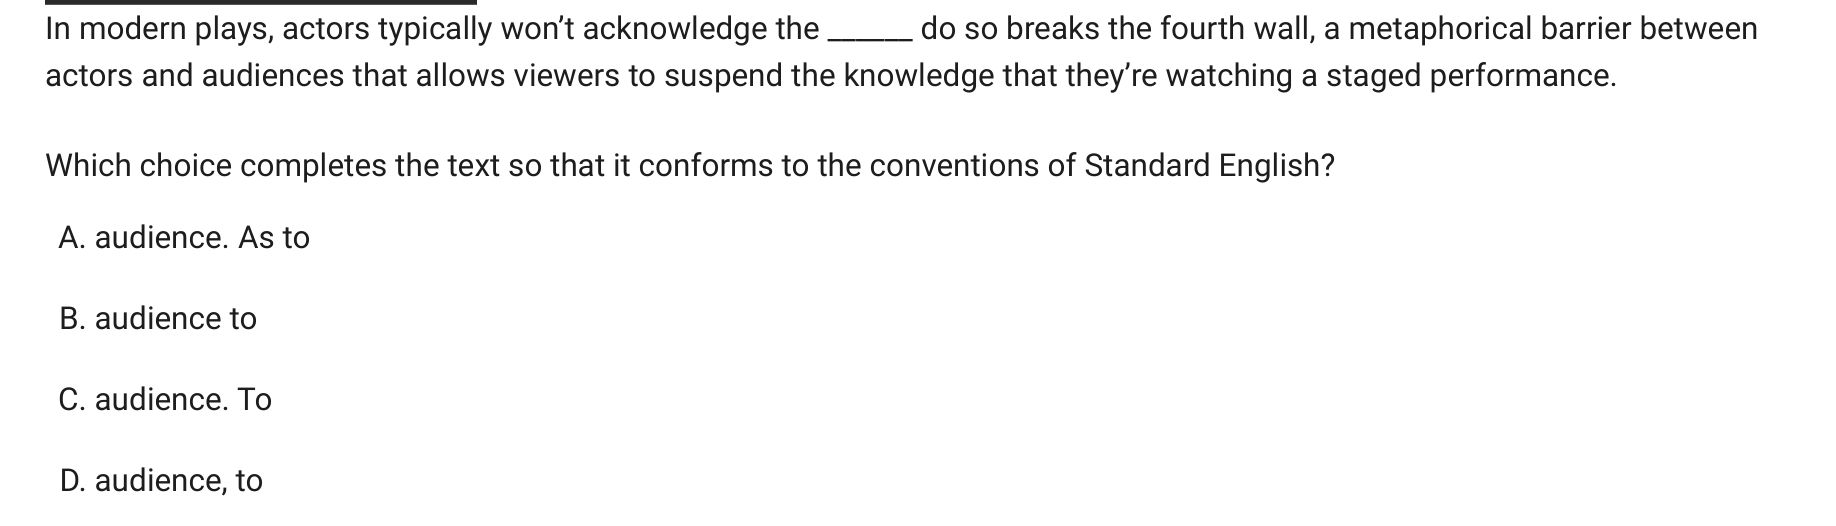 In modern plays, actors typically won’t acknowledge the ______ do so breaks the fourth wall, a metaphorical barrier between
actors and audiences that allows viewers to suspend the knowledge that they’re watching a staged performance.
Which choice completes the text so that it conforms to the conventions of Standard English?
A. audience. As to
B. audience to
C. audience. To
D. audience, to